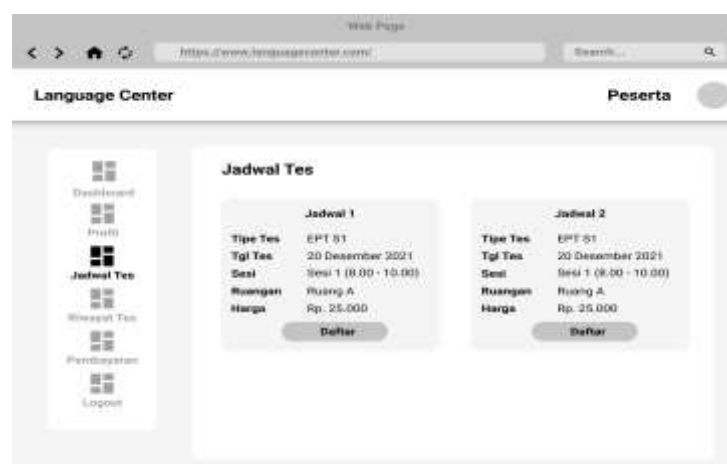 Web Page
https://www.languagecenter.com/
Search...
Language Center
Peserta
Dashboard
Profil
Jadwal Tes
Riwayat Tes
Pembayaran
Logout
Jadwal Tes
Jadwal 1
Tipe Tes EPT S1
Tgl Tes 20 Desember 2021
Sesi Sesi 1 (8.00 - 10.00)
Ruangan Ruang A
Harga Rp. 25.000
Daftar
Jadwal 2
Tipe Tes EPT S1
Tgl Tes 20 Desember 2021
Sesi Sesi 1 (8.00 - 10.00)
Ruangan Ruang A
Harga Rp. 25.000
Daftar